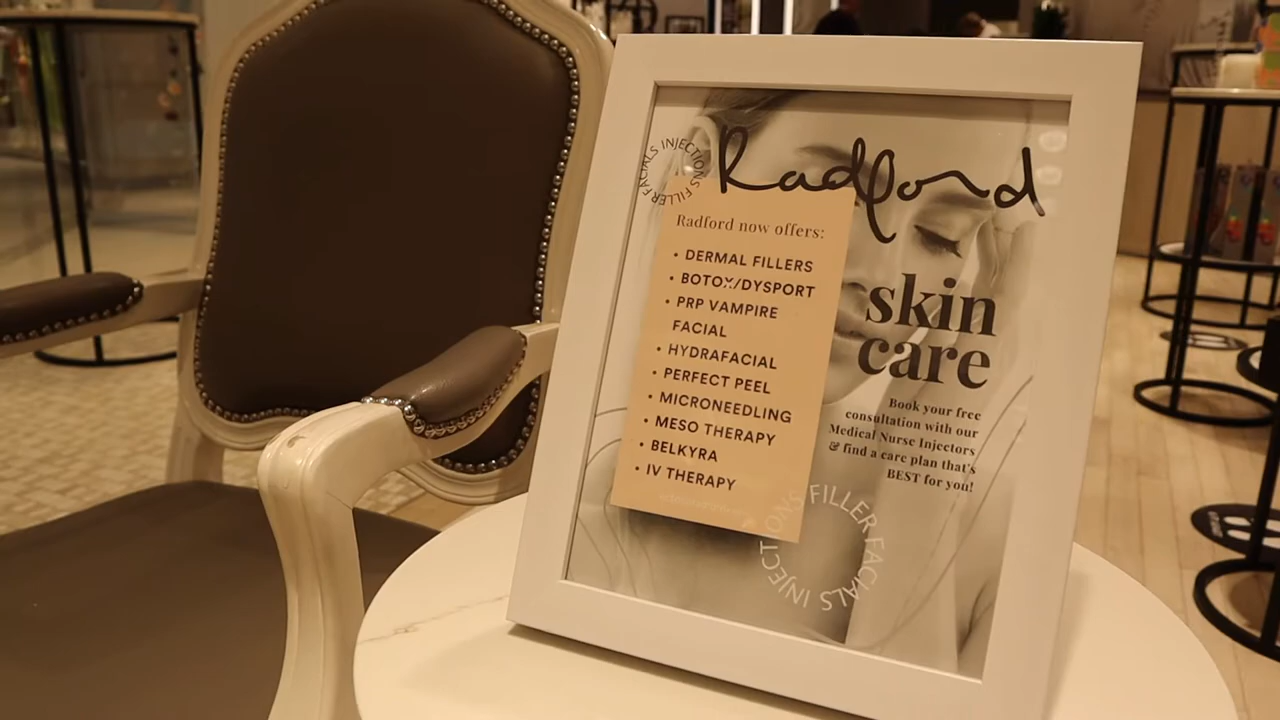 Radford
FACIALS INJECTIONS FILLER
Radford now offers:
• DERMAL FILLERS
• BOTOX/DYSPORT
• PRP VAMPIRE
FACIAL
• HYDRAFACIAL
• PERFECT PEEL
• MICRONEEDLING
• MESO THERAPY
• BELKYRA
• IV THERAPY
skin
care
Book your free
consultation with our
Medical Nurse Injectors
& find a care plan that's
BEST for you!
FILLER FACIALS INJECTIONS